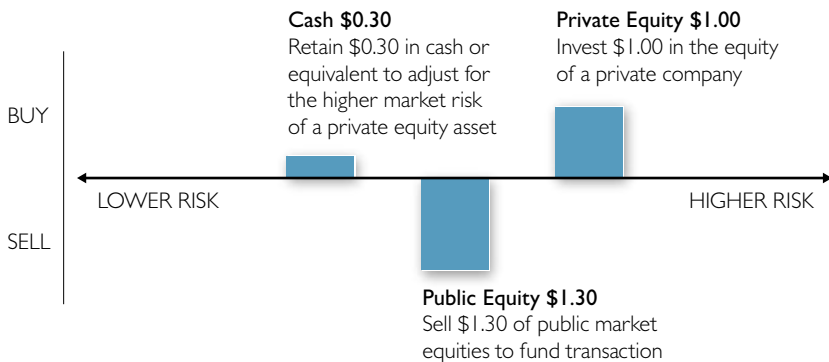 Cash $0.30
Retain $0.30 in cash or
equivalent to adjust for
the higher market risk
of a private equity asset
Private Equity $1.00
Invest $1.00 in the equity
of a private company
BUY
LOWER RISK
HIGHER RISK
SELL
Public Equity $1.30
Sell $1.30 of public market
equities to fund transaction